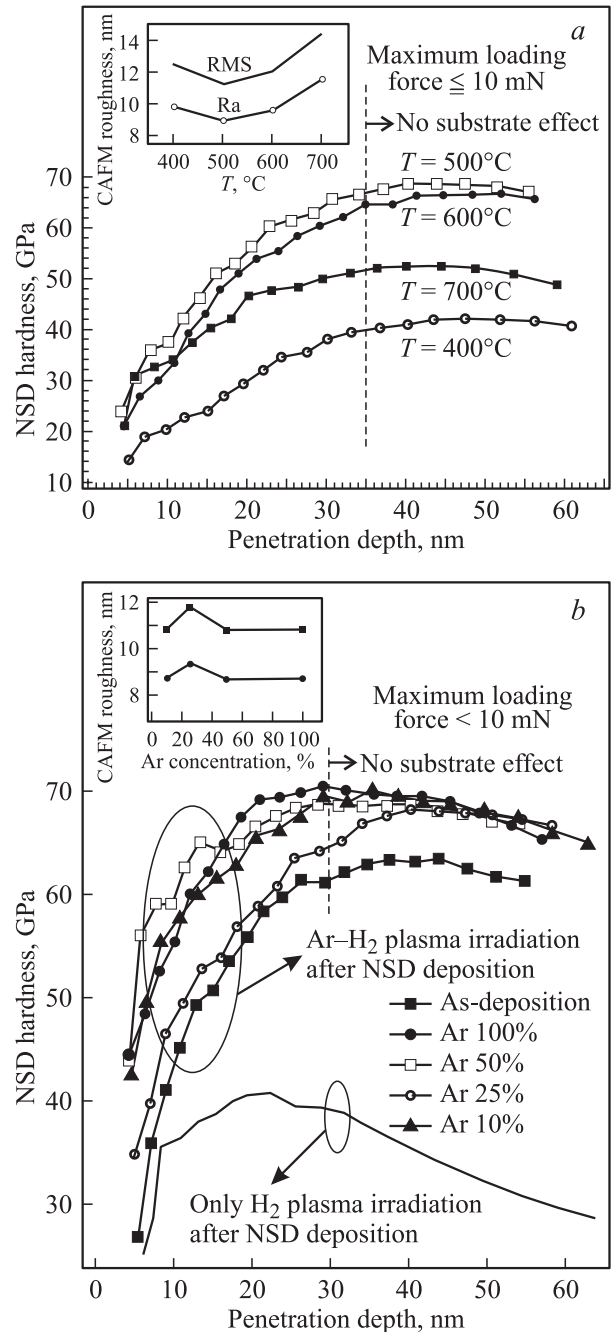 a
CAFM roughness, nm
14
12
10
8
RMS
Ra
400 500 600 700
T, °C
Maximum loading
force ≦ 10 mN
No substrate effect
T = 500°C
T = 600°C
T = 700°C
T = 400°C
NSD hardness, GPa
70
60
50
40
30
20
10
0 10 20 30 40 50 60
Penetration depth, nm
b
CAFM roughness, nm
12
10
8
0 20 40 60 80 100
Ar concentration, %
Maximum loading
force < 10 mN
No substrate effect
NSD hardness, GPa
70
60
50
40
30
Ar–H2 plasma irradiation
after NSD deposition
As-deposition
Ar 100%
Ar 50%
Ar 25%
Ar 10%
Only H2 plasma irradiation
after NSD deposition
0 10 20 30 40 50 60
Penetration depth, nm